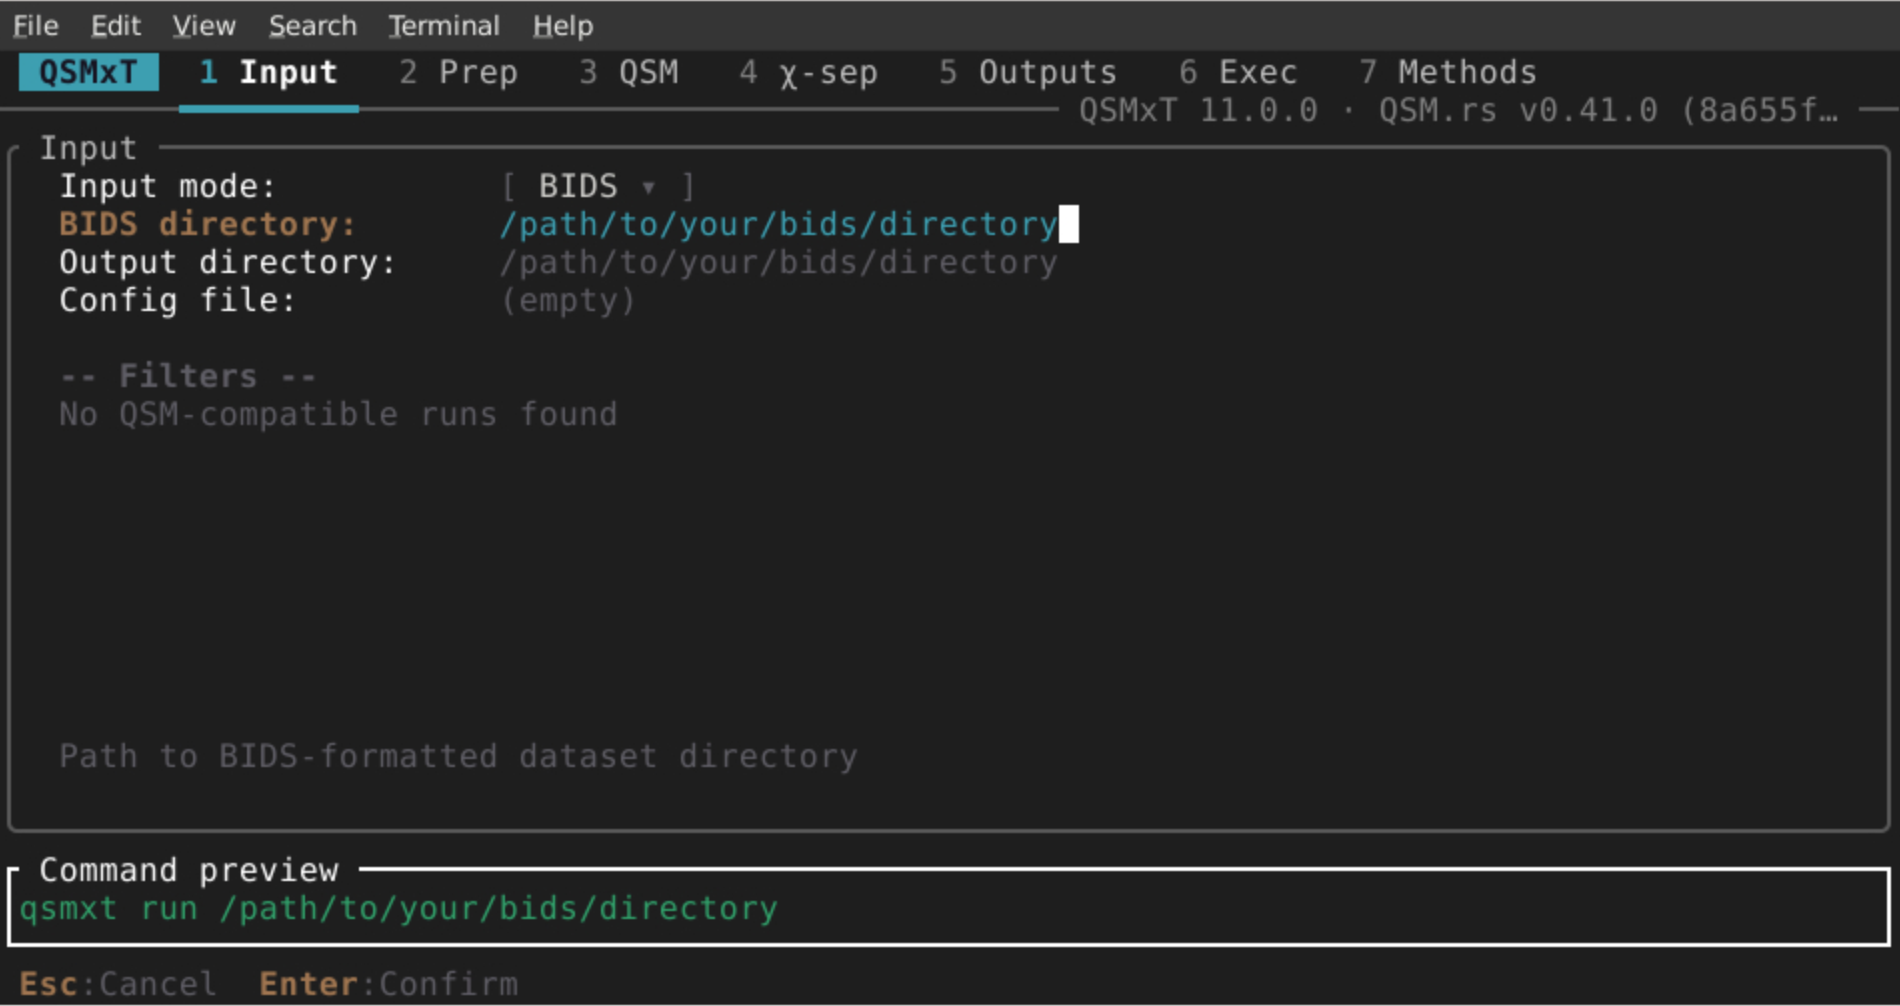 File Edit View Search Terminal Help
QSMxT 1 Input 2 Prep 3 QSM 4 χ-sep 5 Outputs 6 Exec 7 Methods
QSMxT 11.0.0 · QSM.rs v0.41.0 (8a655f…
Input
Input mode: [ BIDS ▾ ]
BIDS directory: /path/to/your/bids/directory
Output directory: /path/to/your/bids/directory
Config file: (empty)
-- Filters --
No QSM-compatible runs found
Path to BIDS-formatted dataset directory
Command preview
qsmxt run /path/to/your/bids/directory
Esc:Cancel Enter:Confirm